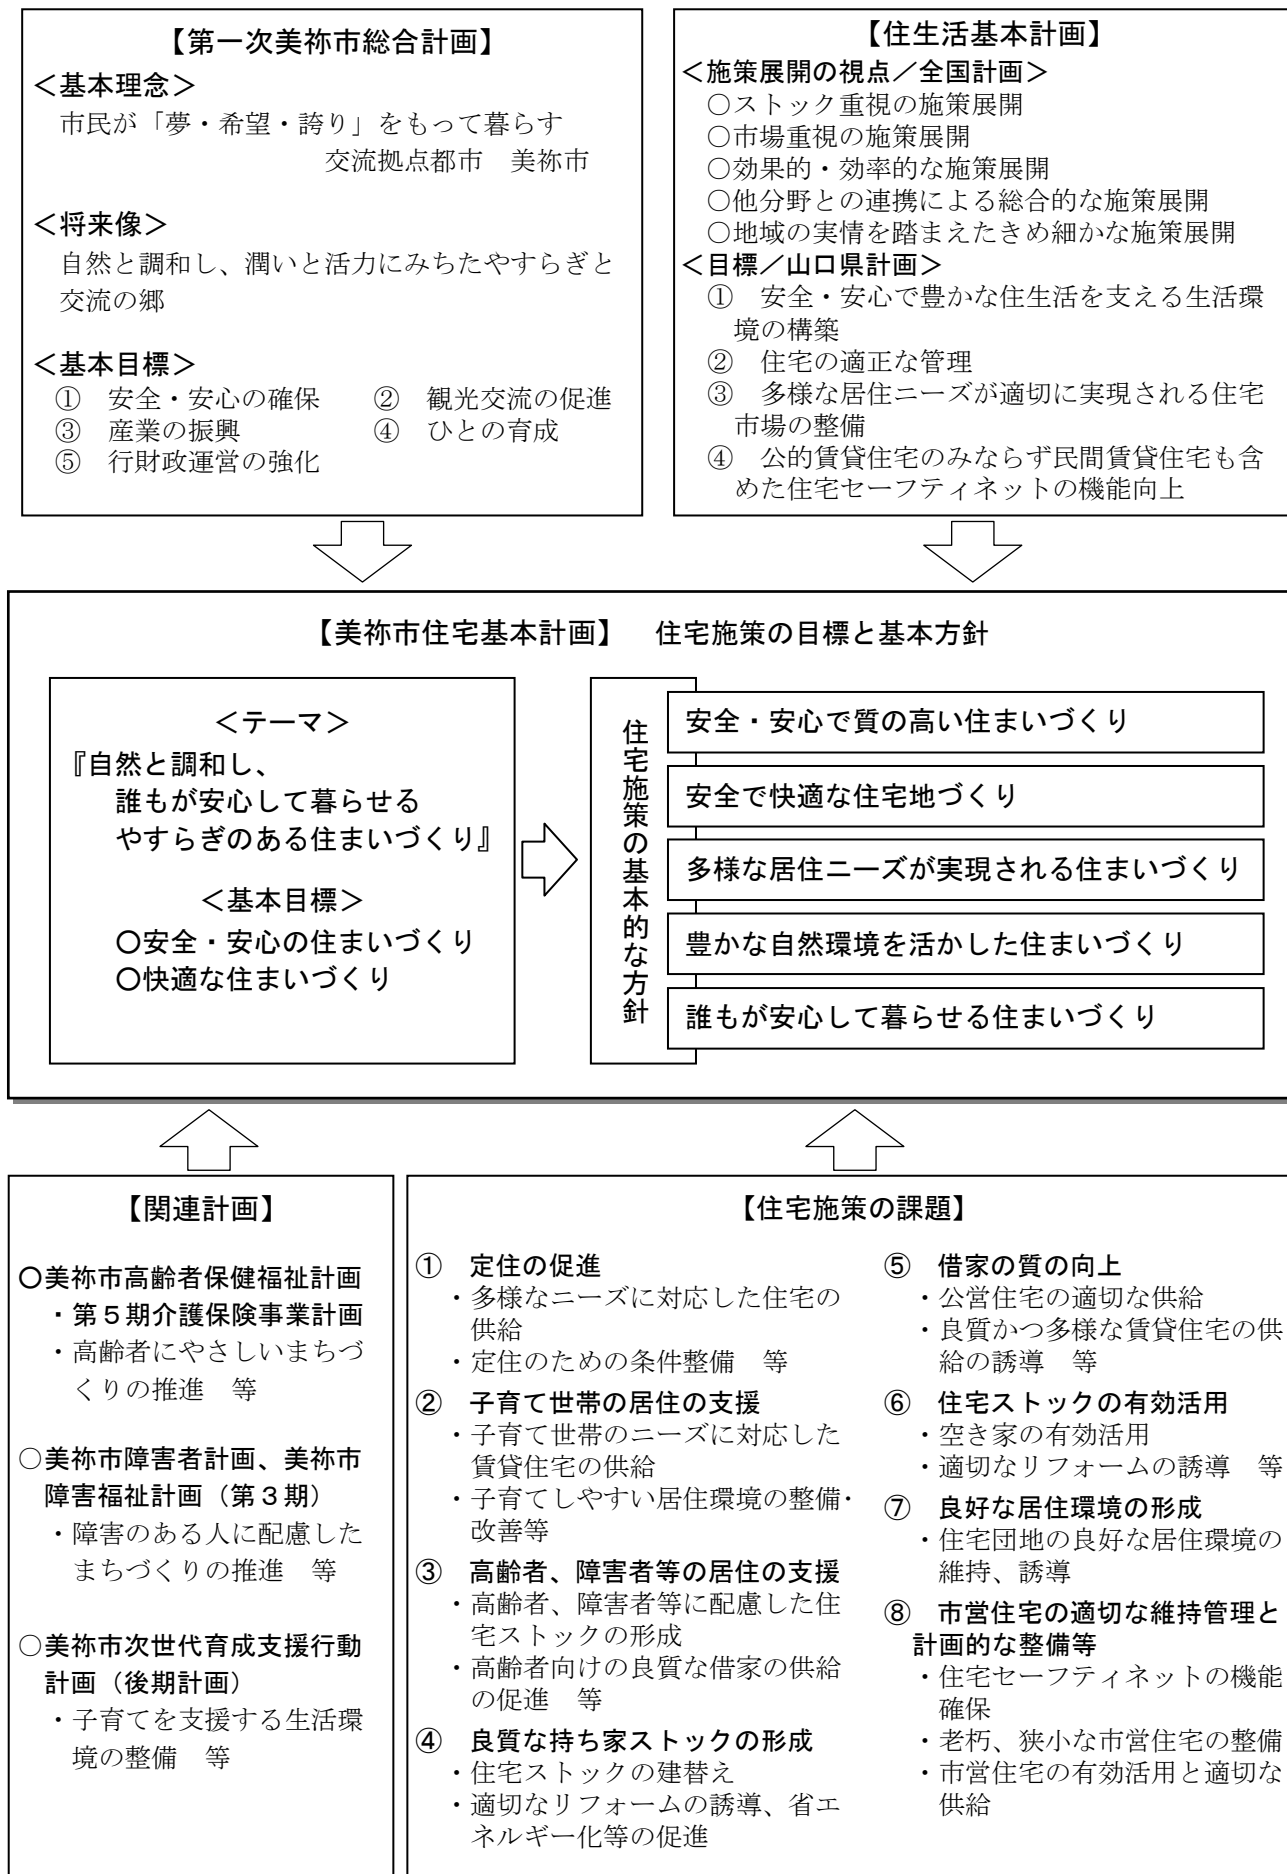 【第一次美祢市総合計画】
＜基本理念＞
市民が「夢・希望・誇り」をもって暮らす
交流拠点都市　美祢市
＜将来像＞
自然と調和し、潤いと活力にみちたやすらぎと
交流の郷
＜基本目標＞
①　安全・安心の確保　　②　観光交流の促進
③　産業の振興　　④　ひとの育成
⑤　行財政運営の強化
【住生活基本計画】
＜施策展開の視点／全国計画＞
○ストック重視の施策展開
○市場重視の施策展開
○効果的・効率的な施策展開
○他分野との連携による総合的な施策展開
○地域の実情を踏まえたきめ細かな施策展開
＜目標／山口県計画＞
①　安全・安心で豊かな住生活を支える生活環
境の構築
②　住宅の適正な管理
③　多様な居住ニーズが適切に実現される住宅
市場の整備
④　公的賃貸住宅のみならず民間賃貸住宅も含
めた住宅セーフティネットの機能向上
【美祢市住宅基本計画】　住宅施策の目標と基本方針
＜テーマ＞
『自然と調和し、
誰もが安心して暮らせる
やすらぎのある住まいづくり』
＜基本目標＞
○安全・安心の住まいづくり
○快適な住まいづくり
住宅施策の基本的な方針
安全・安心で質の高い住まいづくり
安全で快適な住宅地づくり
多様な居住ニーズが実現される住まいづくり
豊かな自然環境を活かした住まいづくり
誰もが安心して暮らせる住まいづくり
【関連計画】
○美祢市高齢者保健福祉計画
・第５期介護保険事業計画
・高齢者にやさしいまちづ
くりの推進　等
○美祢市障害者計画、美祢市
障害福祉計画（第３期）
・障害のある人に配慮した
まちづくりの推進　等
○美祢市次世代育成支援行動
計画（後期計画）
・子育てを支援する生活環
境の整備　等
【住宅施策の課題】
①　定住の促進
・多様なニーズに対応した住宅の
供給
・定住のための条件整備　等
②　子育て世帯の居住の支援
・子育て世帯のニーズに対応した
賃貸住宅の供給
・子育てしやすい居住環境の整備・
改善等
③　高齢者、障害者等の居住の支援
・高齢者、障害者等に配慮した住
宅ストックの形成
・高齢者向けの良質な借家の供給
の促進　等
④　良質な持ち家ストックの形成
・住宅ストックの建替え
・適切なリフォームの誘導、省エ
ネルギー化等の促進
⑤　借家の質の向上
・公営住宅の適切な供給
・良質かつ多様な賃貸住宅の供
給の誘導　等
⑥　住宅ストックの有効活用
・空き家の有効活用
・適切なリフォームの誘導　等
⑦　良好な居住環境の形成
・住宅団地の良好な居住環境の
維持、誘導
⑧　市営住宅の適切な維持管理と
計画的な整備等
・住宅セーフティネットの機能
確保
・老朽、狭小な市営住宅の整備
・市営住宅の有効活用と適切な
供給